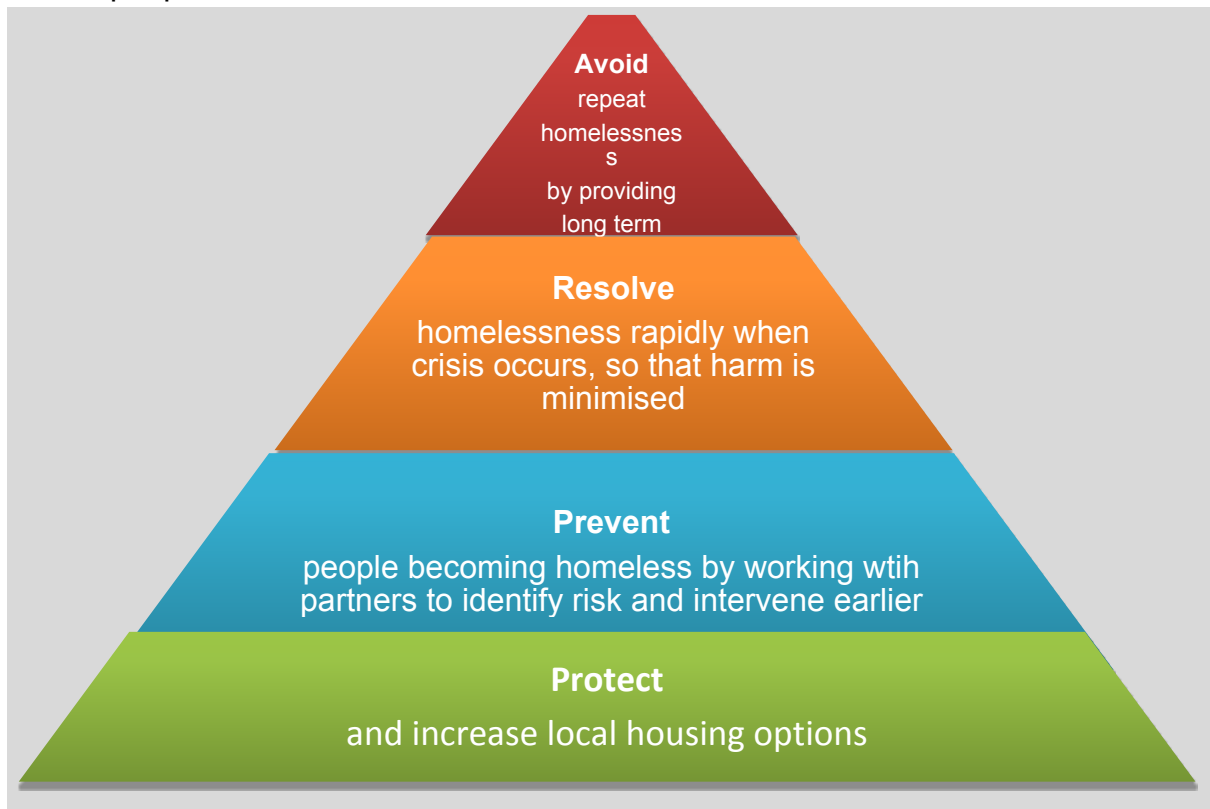 Avoid
repeat
homelessnes
s
by providing
long term
Resolve
homelessness rapidly when
crisis occurs, so that harm is
minimised
Prevent
people becoming homeless by working wtih
partners to identify risk and intervene earlier
Protect
and increase local housing options